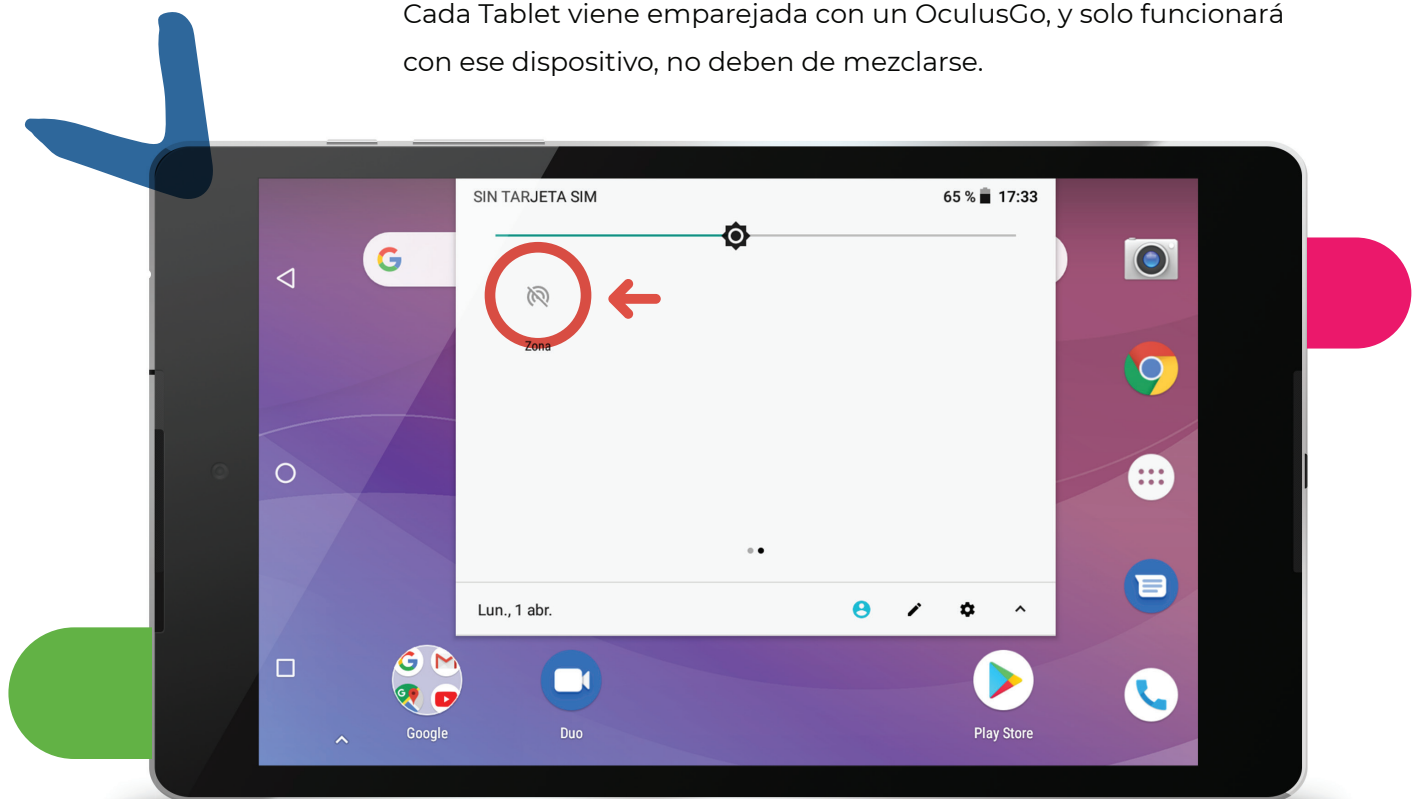 Cada Tablet viene emparejada con un OculusGo, y solo funcionará
con ese dispositivo, no deben de mezclarse.
SIN TARJETA SIM
65 % 17:33
Zona
Lun., 1 abr.
Google
Duo
Play Store